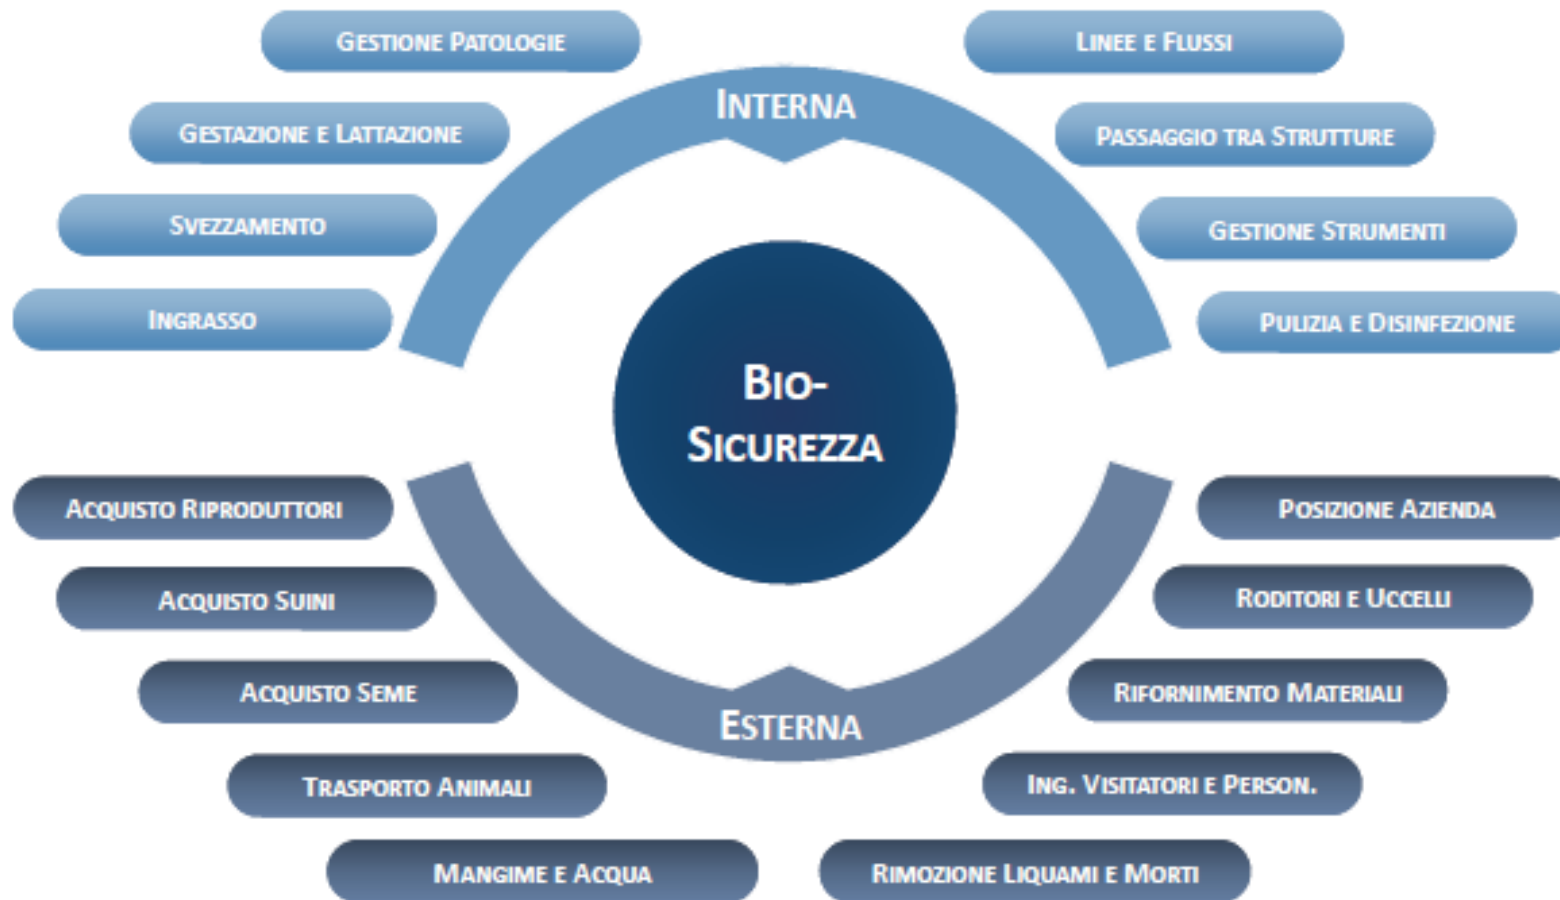 GESTIONE PATOLOGIE
LINEE E FLUSSI
INTERNA
GESTAZIONE E LATTAZIONE
PASSAGGIO TRA STRUTTURE
SVEZZAMENTO
GESTIONE STRUMENTI
INGRASSO
PULIZIA E DISINFEZIONE
BIO-
SICUREZZA
ACQUISTO RIPRODUTTORI
POSIZIONE AZIENDA
ACQUISTO SUINI
RODITORI E UCCELLI
ACQUISTO SEME
RIFORNIMENTO MATERIALI
ESTERNA
TRASPORTO ANIMALI
ING. VISITATORI E PERSON.
MANGIME E ACQUA
RIMOZIONE LIQUAMI E MORTI